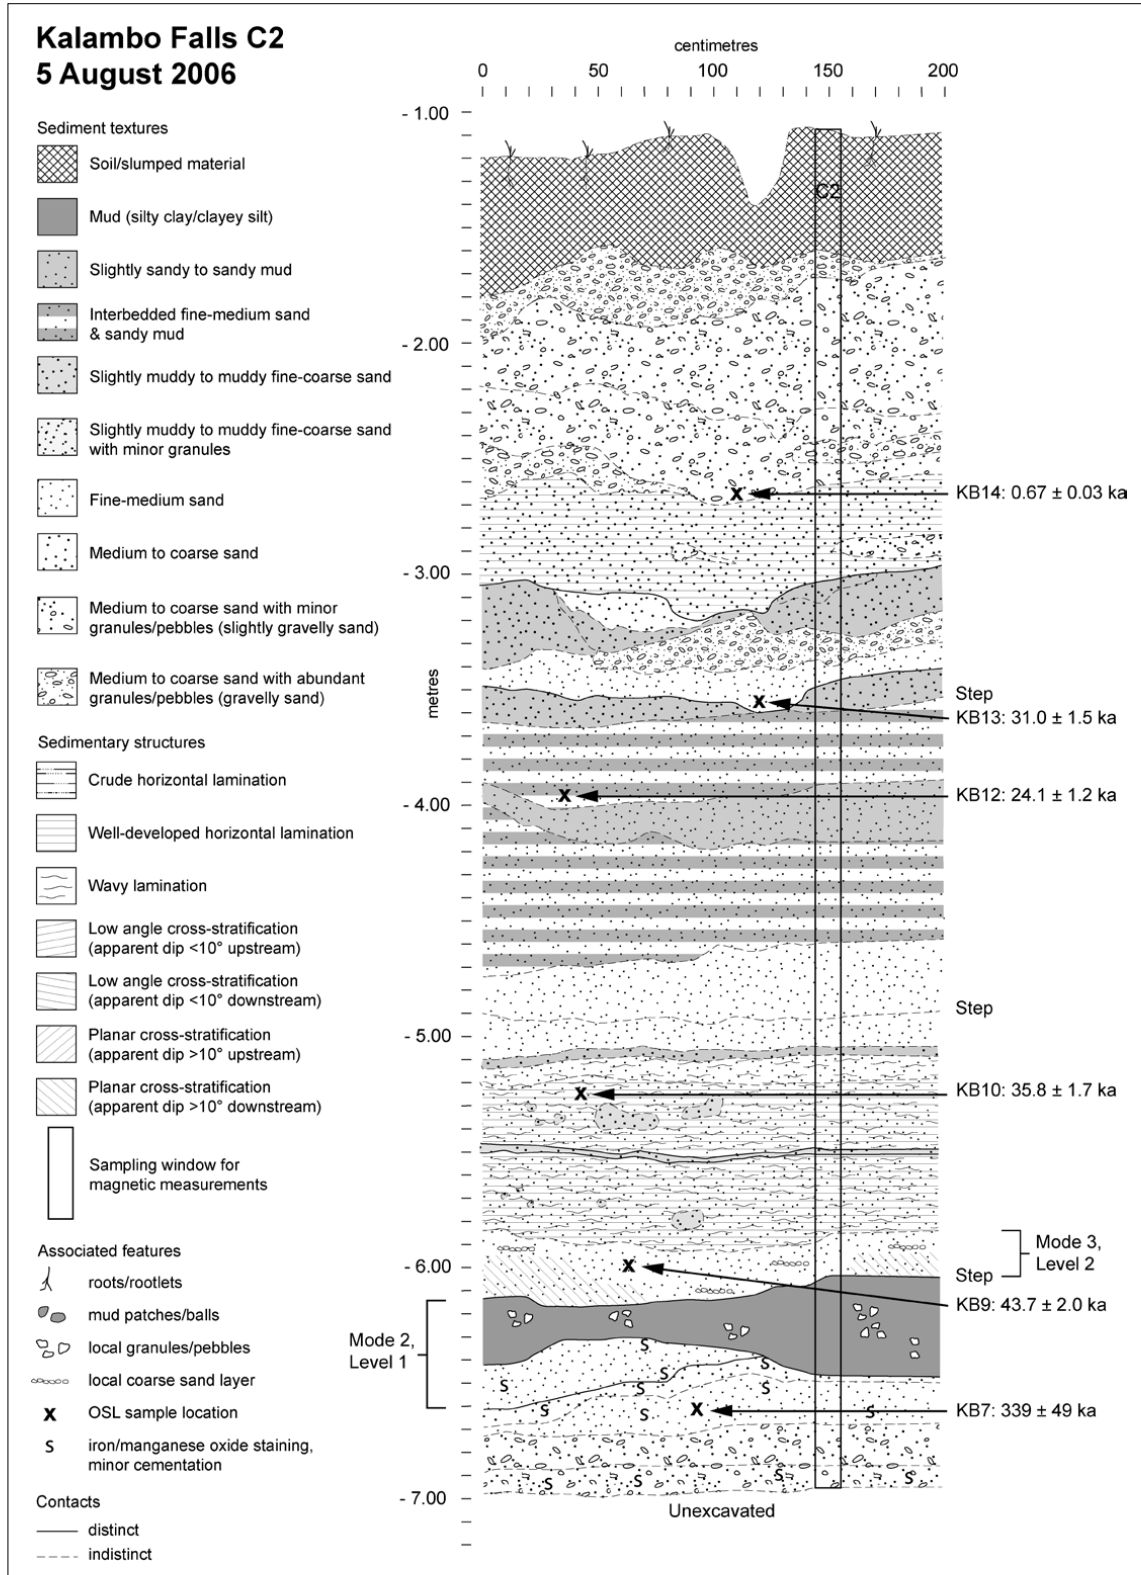 Kalambo Falls C2
5 August 2006
Sediment textures
Soil/slumped material
Mud (silty clay/clayey silt)
Slightly sandy to sandy mud
Interbedded fine-medium sand
& sandy mud
Slightly muddy to muddy fine-coarse sand
Slightly muddy to muddy fine-coarse sand
with minor granules
Fine-medium sand
Medium to coarse sand
Medium to coarse sand with minor
granules/pebbles (slightly gravelly sand)
Medium to coarse sand with abundant
granules/pebbles (gravelly sand)
Sedimentary structures
Crude horizontal lamination
Well-developed horizontal lamination
Wavy lamination
Low angle cross-stratification
(apparent dip <10° upstream)
Low angle cross-stratification
(apparent dip <10° downstream)
Planar cross-stratification
(apparent dip >10° upstream)
Planar cross-stratification
(apparent dip >10° downstream)
Sampling window for
magnetic measurements
Associated features
roots/rootlets
mud patches/balls
local granules/pebbles
local coarse sand layer
x OSL sample location
s iron/manganese oxide staining,
minor cementation
Contacts
distinct
indistinct
centimetres
0 50 100 150 200
metres
- 1.00
- 2.00
- 3.00
- 4.00
- 5.00
- 6.00
- 7.00
C2
KB14: 0.67 ± 0.03 ka
Step
KB13: 31.0 ± 1.5 ka
KB12: 24.1 ± 1.2 ka
Step
KB10: 35.8 ± 1.7 ka
Mode 3,
Level 2
Step
KB9: 43.7 ± 2.0 ka
Mode 2,
Level 1
KB7: 339 ± 49 ka
Unexcavated